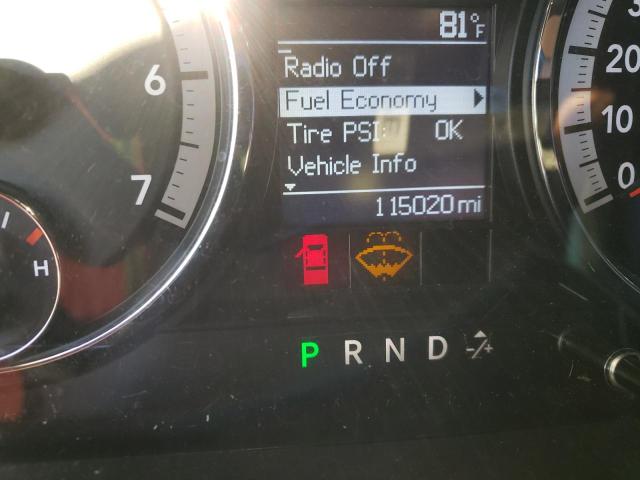 81°F
Radio Off
Fuel Economy
Tire PSI: OK
Vehicle Info
115020 mi
6
7
H
20
10
0
P R N D -/+